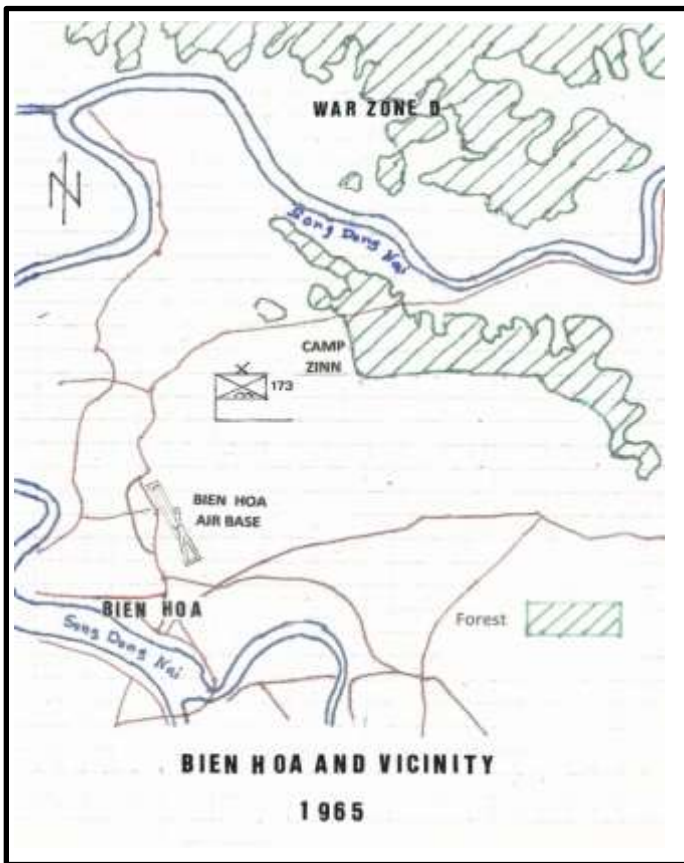 WAR ZONE D
N
Song Dong Nai
CAMP
ZINN
X
173
BIEN HOA
AIR BASE
BIEN HOA
Song Dong Nai
Forest
BIEN HOA AND VICINITY
1965